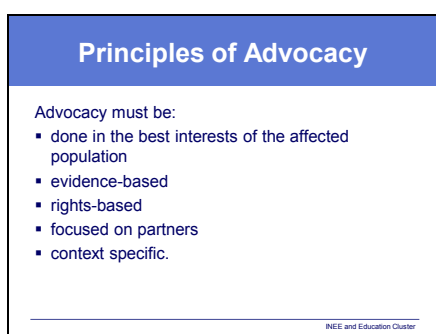 Principles of Advocacy
Advocacy must be:
▪ done in the best interests of the affected
population
▪ evidence-based
▪ rights-based
▪ focused on partners
▪ context specific.
INEE and Education Cluster